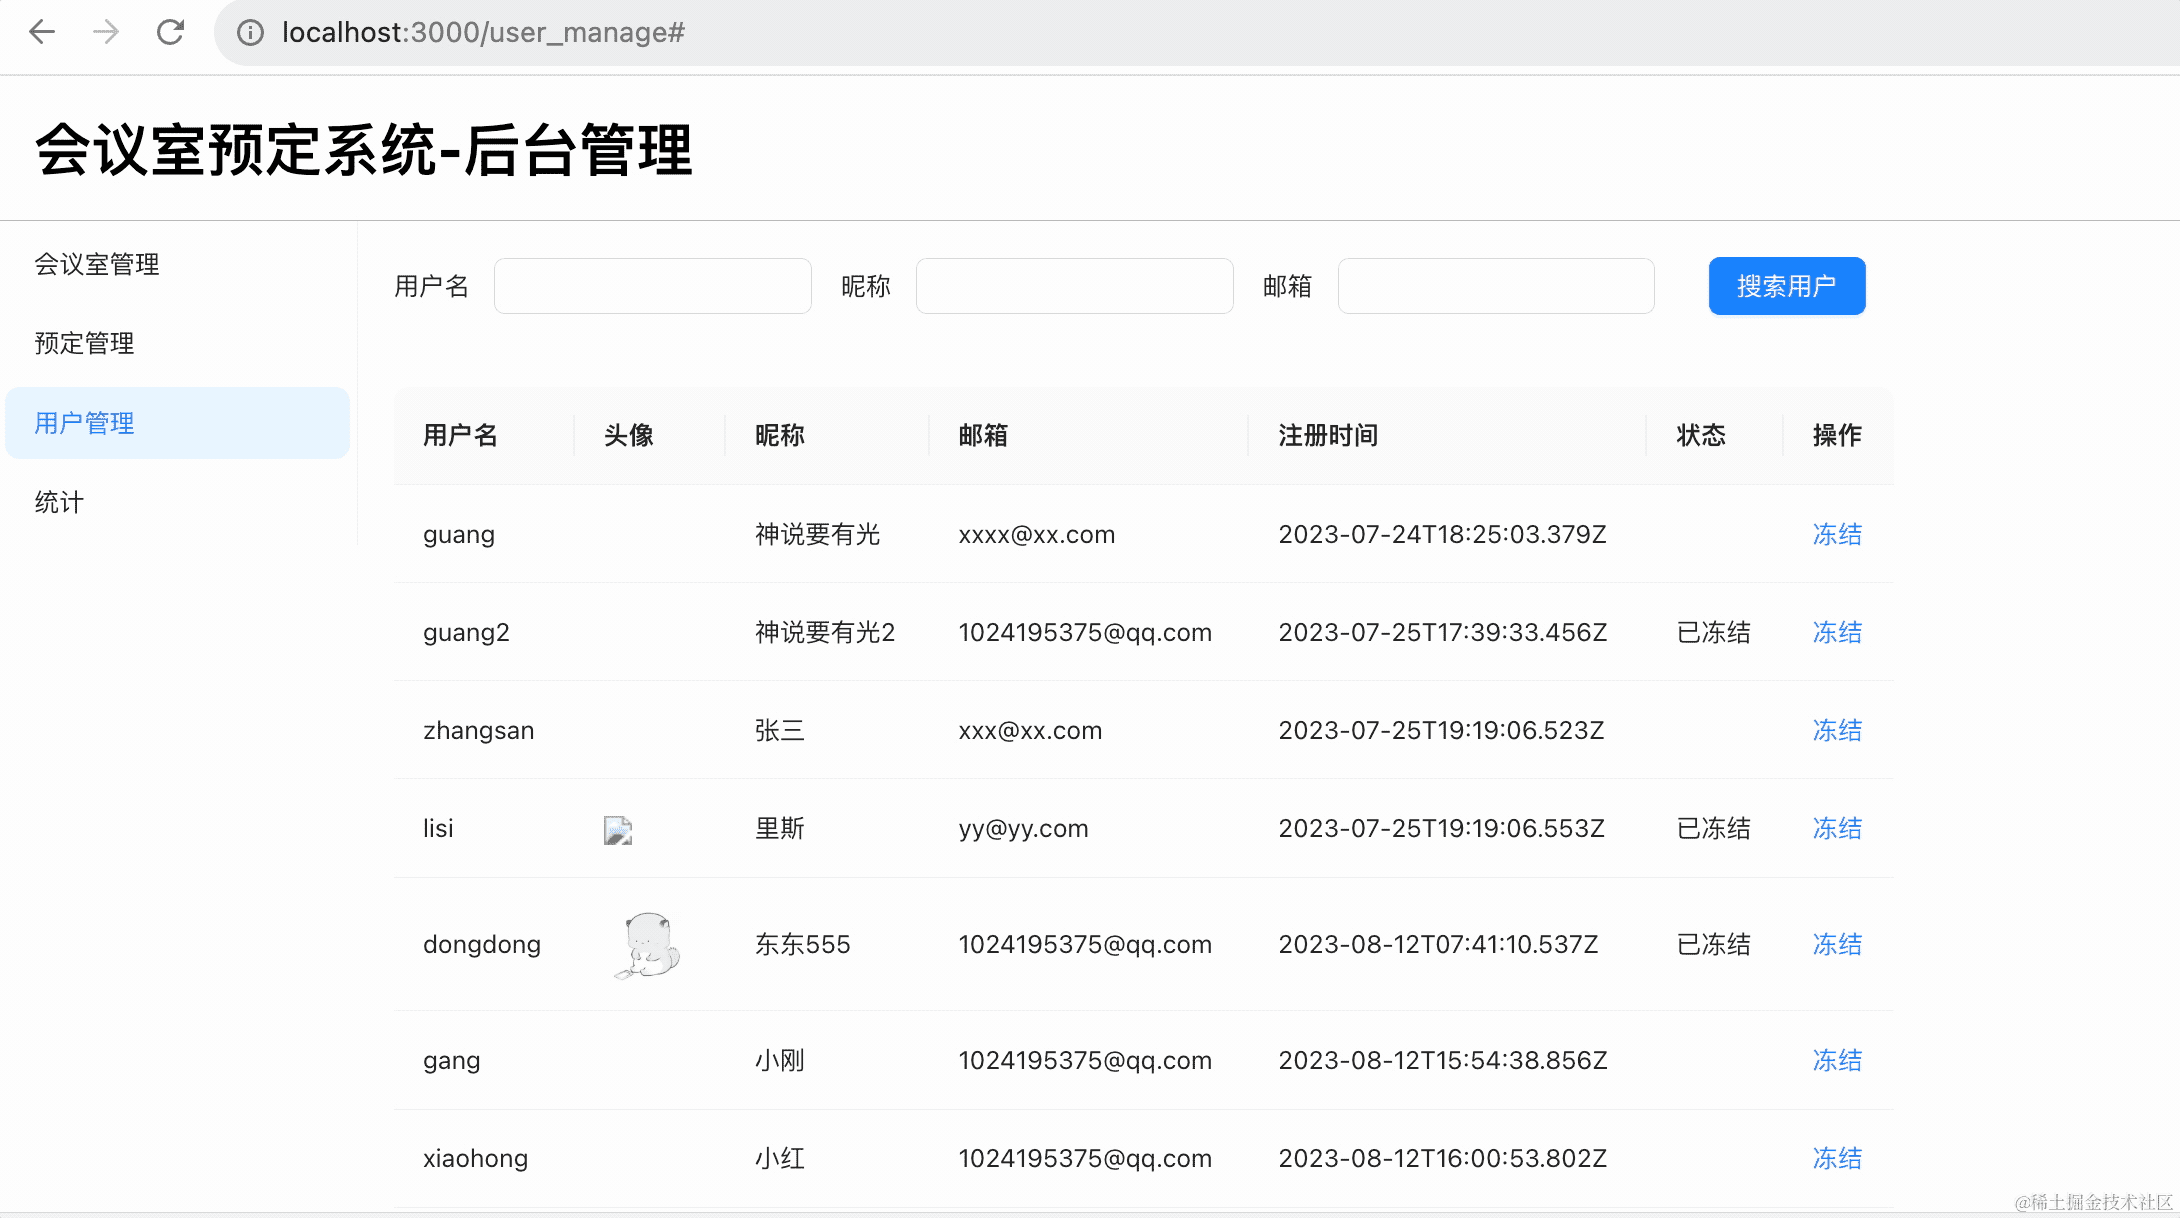 localhost:3000/user_manage#
会议室预定系统-后台管理
会议室管理
预定管理
用户管理
统计
用户名 昵称 邮箱 搜索用户
用户名 头像 昵称 邮箱 注册时间 状态 操作
guang 神说要有光 xxxx@xx.com 2023-07-24T18:25:03.379Z 冻结
guang2 神说要有光2 1024195375@qq.com 2023-07-25T17:39:33.456Z 已冻结 冻结
zhangsan 张三 xxx@xx.com 2023-07-25T19:19:06.523Z 冻结
lisi 里斯 yy@yy.com 2023-07-25T19:19:06.553Z 已冻结 冻结
dongdong 东东555 1024195375@qq.com 2023-08-12T07:41:10.537Z 已冻结 冻结
gang 小刚 1024195375@qq.com 2023-08-12T15:54:38.856Z 冻结
xiaohong 小红 1024195375@qq.com 2023-08-12T16:00:53.802Z 冻结
@稀土掘金技术社区